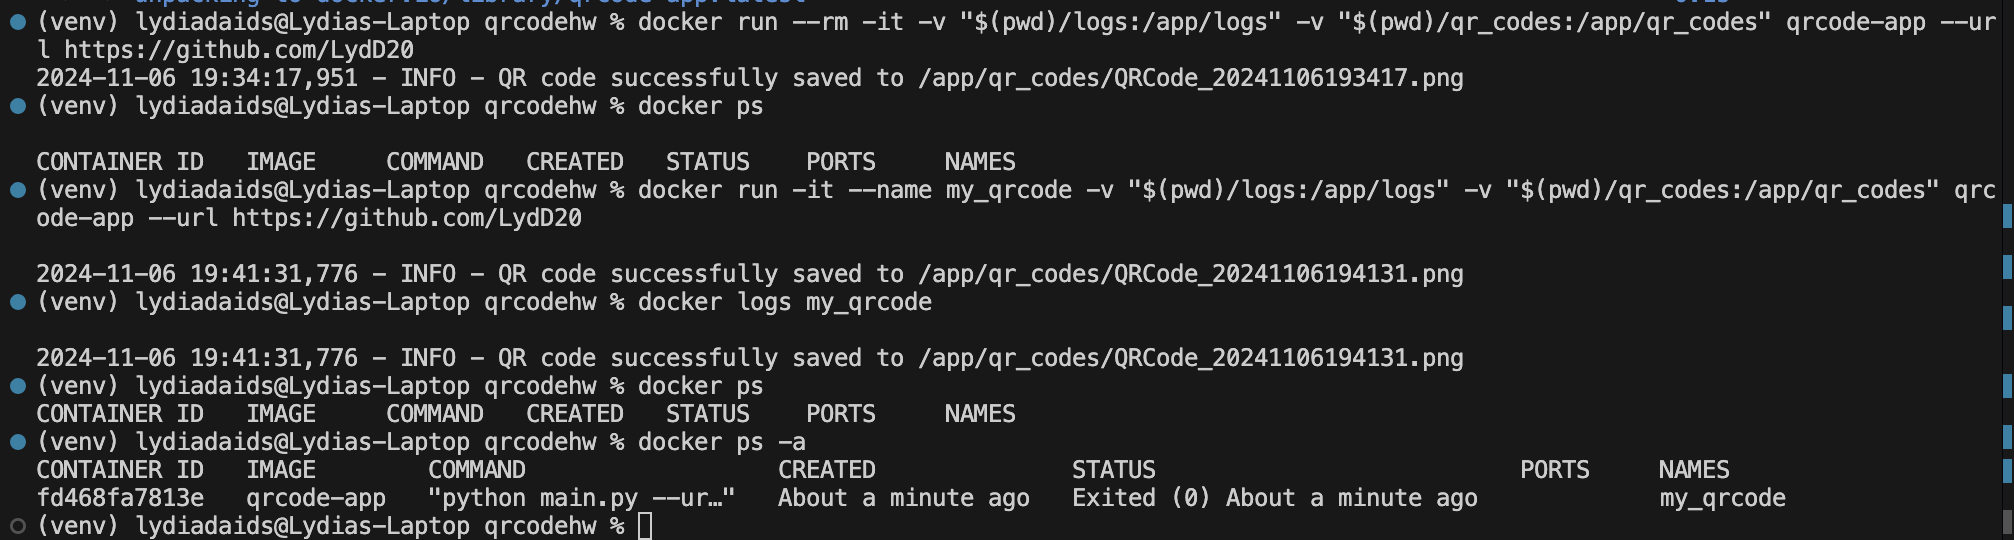 (venv) lydiadaids@Lydias-Laptop qrcodehw % docker run --rm -it -v "$(pwd)/logs:/app/logs" -v "$(pwd)/qr_codes:/app/qr_codes" qrcode-app --ur
l https://github.com/LydD20
2024-11-06 19:34:17,951 - INFO - QR code successfully saved to /app/qr_codes/QRCode_20241106193417.png
(venv) lydiadaids@Lydias-Laptop qrcodehw % docker ps
CONTAINER ID   IMAGE     COMMAND   CREATED   STATUS    PORTS     NAMES
(venv) lydiadaids@Lydias-Laptop qrcodehw % docker run -it --name my_qrcode -v "$(pwd)/logs:/app/logs" -v "$(pwd)/qr_codes:/app/qr_codes" qrc
ode-app --url https://github.com/LydD20
2024-11-06 19:41:31,776 - INFO - QR code successfully saved to /app/qr_codes/QRCode_20241106194131.png
(venv) lydiadaids@Lydias-Laptop qrcodehw % docker logs my_qrcode
2024-11-06 19:41:31,776 - INFO - QR code successfully saved to /app/qr_codes/QRCode_20241106194131.png
(venv) lydiadaids@Lydias-Laptop qrcodehw % docker ps
CONTAINER ID   IMAGE     COMMAND   CREATED   STATUS    PORTS     NAMES
(venv) lydiadaids@Lydias-Laptop qrcodehw % docker ps -a
CONTAINER ID   IMAGE        COMMAND                  CREATED              STATUS                          PORTS     NAMES
fd468fa7813e   qrcode-app   "python main.py --ur…"   About a minute ago   Exited (0) About a minute ago             my_qrcode
(venv) lydiadaids@Lydias-Laptop qrcodehw %